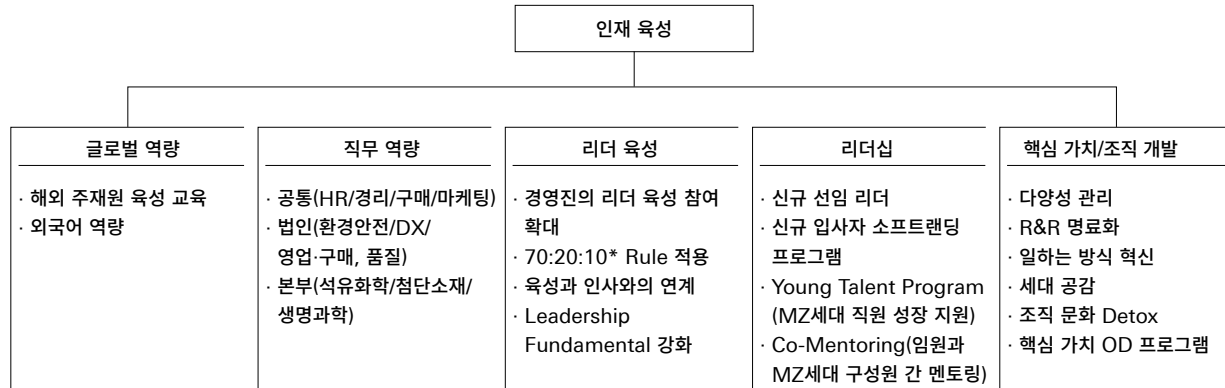 인재 육성
글로벌 역량
· 해외 주재원 육성 교육
· 외국어 역량
직무 역량
· 공통(HR/경리/구매/마케팅)
· 법인(환경안전/DX/
영업·구매, 품질)
· 본부(석유화학/첨단소재/
생명과학)
리더 육성
· 경영진의 리더 육성 참여
확대
· 70:20:10* Rule 적용
· 육성과 인사와의 연계
· Leadership
Fundamental 강화
리더십
· 신규 선임 리더
· 신규 입사자 소프트랜딩
프로그램
· Young Talent Program
(MZ세대 직원 성장 지원)
· Co-Mentoring(임원과
MZ세대 구성원 간 멘토링)
핵심 가치/조직 개발
· 다양성 관리
· R&R 명료화
· 일하는 방식 혁신
· 세대 공감
· 조직 문화 Detox
· 핵심 가치 OD 프로그램